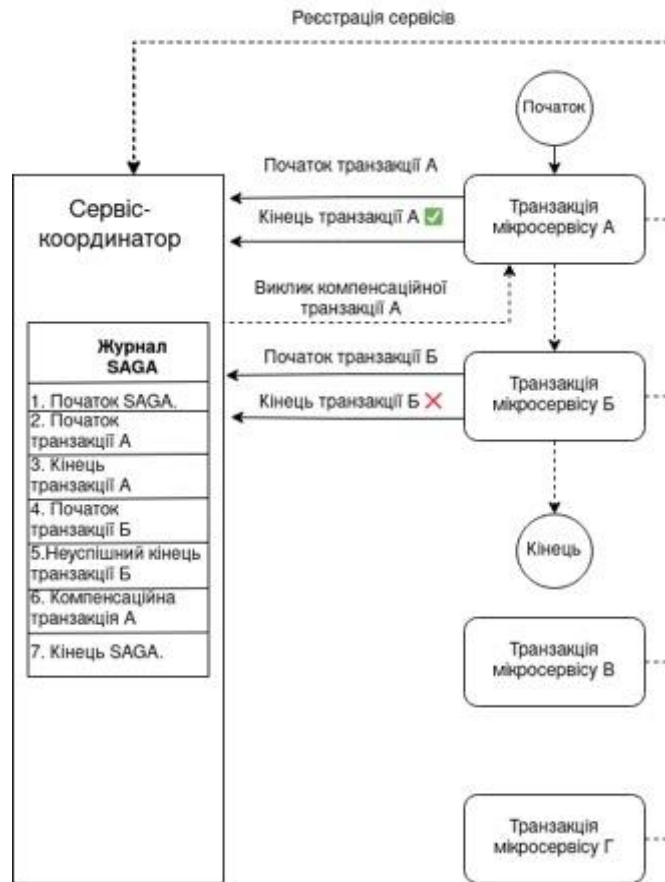 Реєстрація сервісів
Початок
Початок транзакції А
Сервіс-
координатор
Кінець транзакції А ✅
Транзакція
мікросервісу А
Виклик компенсаційної
транзакції А
Журнал
SAGA
Початок транзакції Б
Транзакція
мікросервісу Б
Кінець транзакції Б ❌
1. Початок SAGA.
2. Початок
транзакції А
3. Кінець
транзакції А
4. Початок
транзакції Б
5.Неуспішний кінець
транзакції Б
6. Компенсаційна
транзакція А
7. Кінець SAGA.
Кінець
Транзакція
мікросервісу В
Транзакція
мікросервісу Г